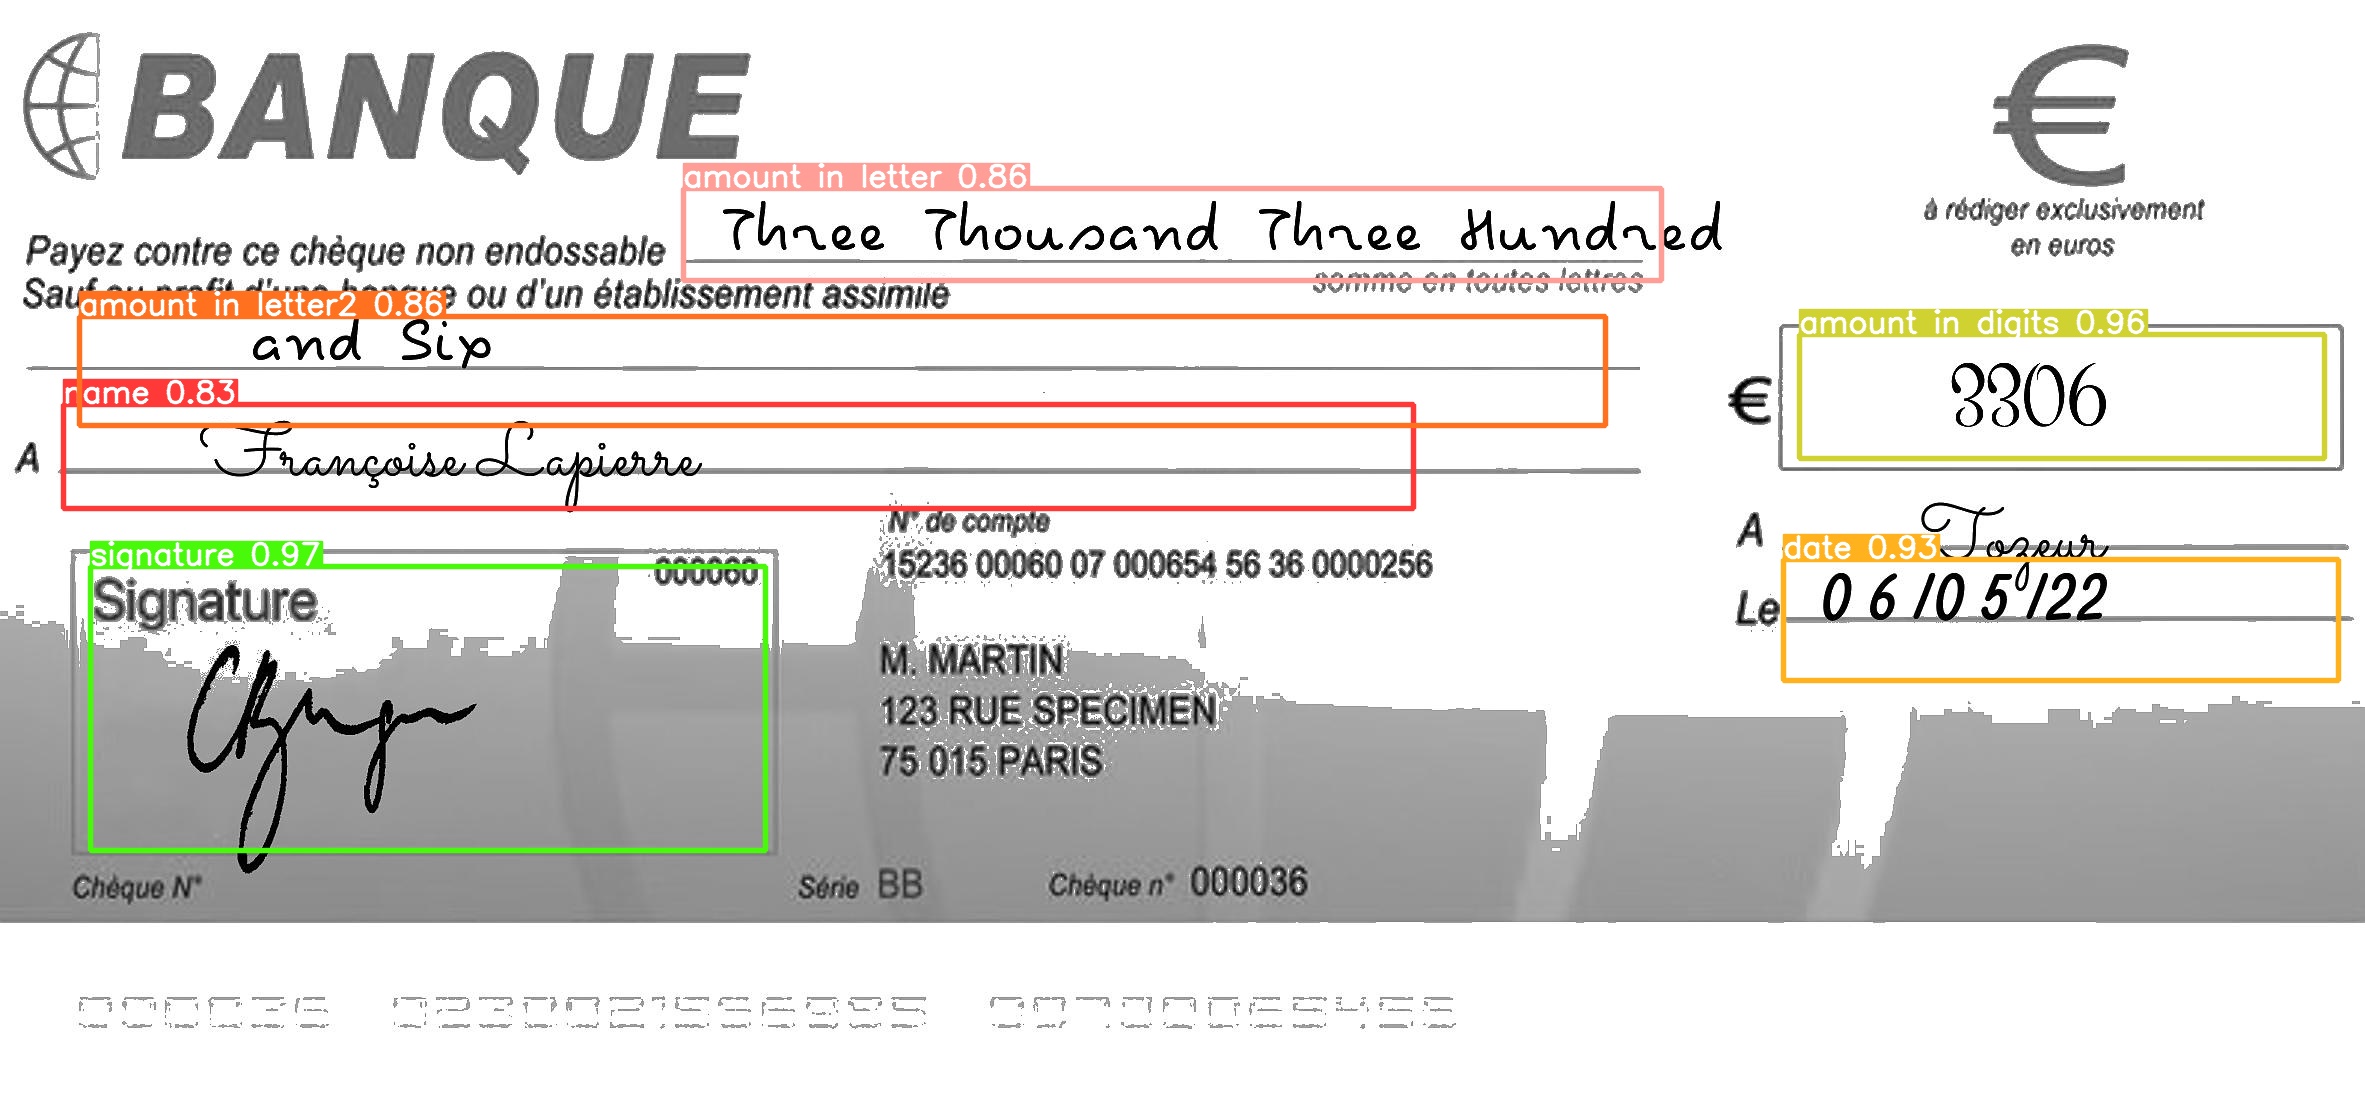 BANQUE
€
à rédiger exclusivement
en euros
amount in letter 0.86
Payez contre ce chèque non endossable Three Thousand Three Hundred
somme en toutes lettres
Sauf au profit d'une banque ou d'un établissement assimilé
amount in letter2 0.86
and Six
amount in digits 0.96
€ 3306
name 0.83
A Françoise Lapierre
A Tozeur
date 0.93
Le 06/05/22
N° de compte
15236 00060 07 000654 56 36 0000256
signature 0.97
000060
Signature
M. MARTIN
123 RUE SPECIMEN
75 015 PARIS
Chèque N°
Série BB
Chèque n° 000036